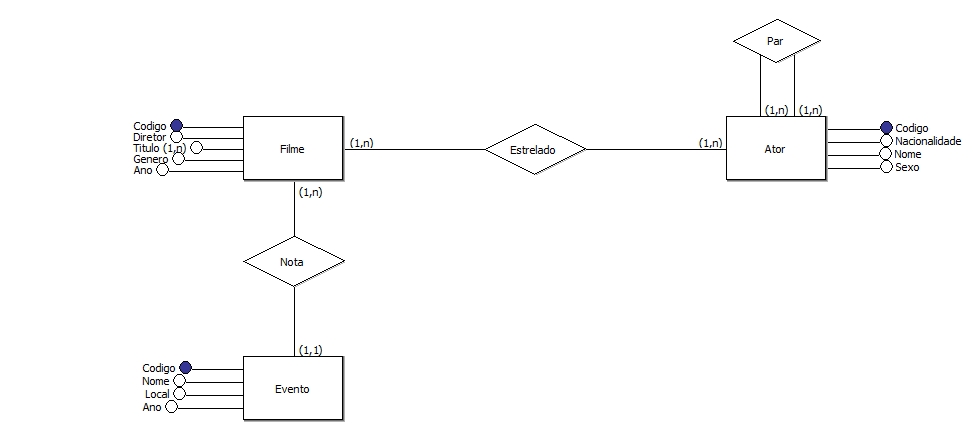 Par
(1,n) (1,n)
Codigo
Diretor
Titulo (1,n)
Genero
Ano
Filme
(1,n)
Estrelado
(1,n)
Ator
Codigo
Nacionalidade
Nome
Sexo
(1,n)
Nota
(1,1)
Codigo
Nome
Local
Ano
Evento